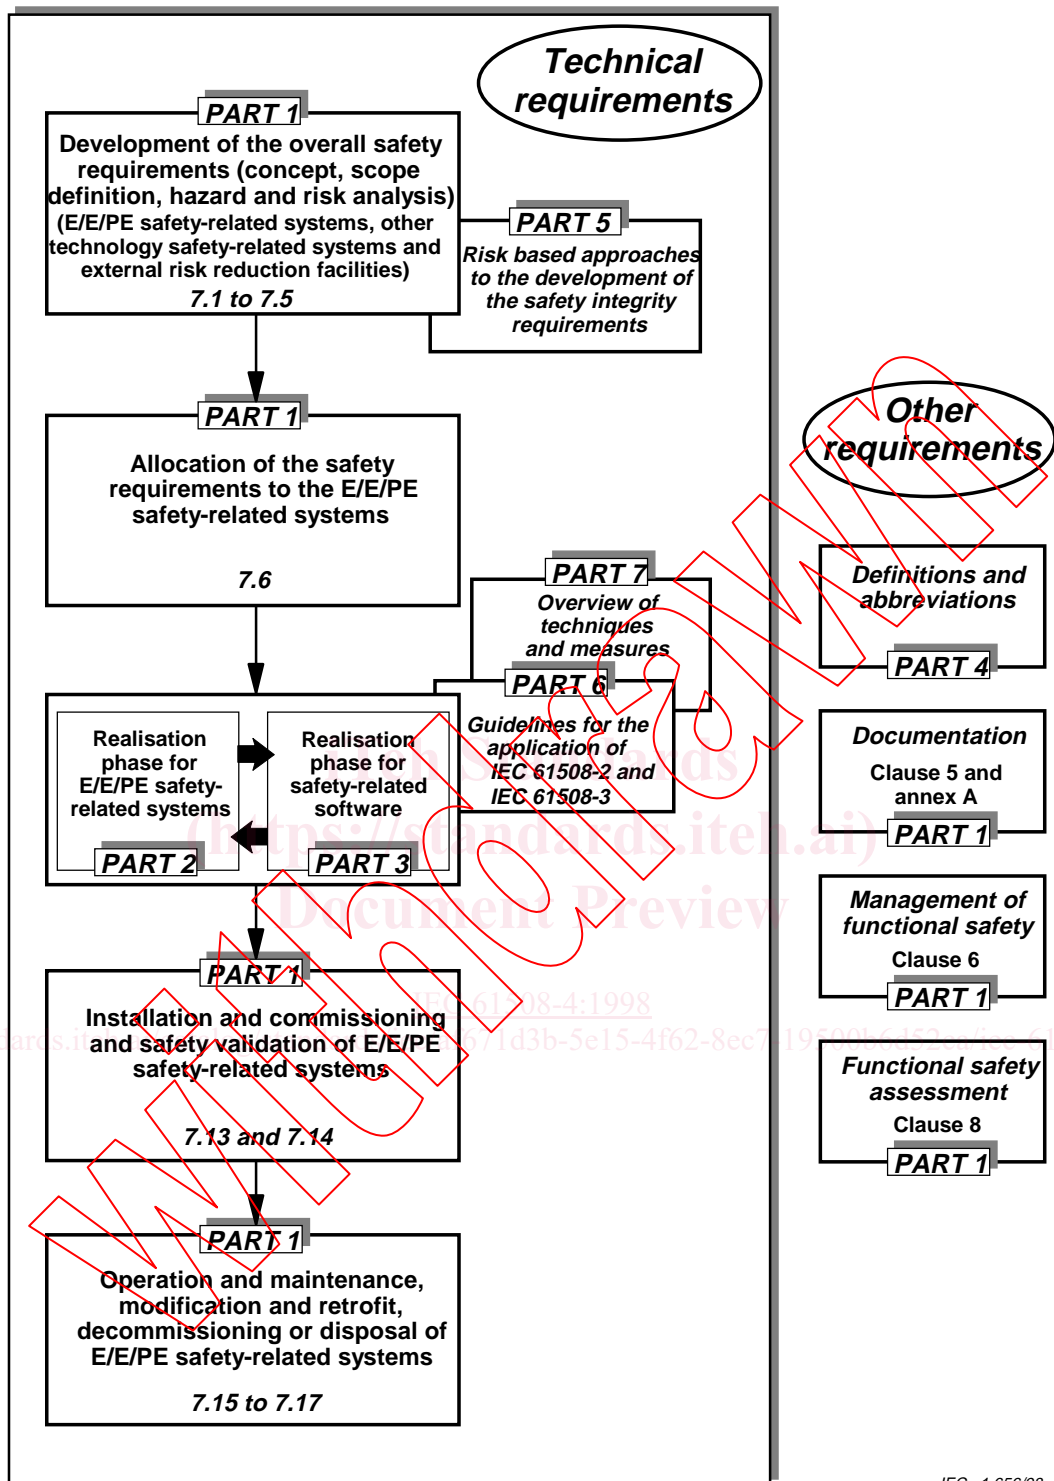 Technical
requirements
PART 1
Development of the overall safety
requirements (concept, scope
definition, hazard and risk analysis)
(E/E/PE safety-related systems, other
technology safety-related systems and
external risk reduction facilities)
7.1 to 7.5
PART 5
Risk based approaches
to the development of
the safety integrity
requirements
PART 1
Allocation of the safety
requirements to the E/E/PE
safety-related systems
7.6
PART 7
Overview of
techniques
and measures
PART 6
Guidelines for the
application of
IEC 61508-2 and
IEC 61508-3
Realisation
phase for
E/E/PE safety-
related systems
PART 2
Realisation
phase for
safety-related
software
PART 3
PART 1
Installation and commissioning
and safety validation of E/E/PE
safety-related systems
7.13 and 7.14
PART 1
Operation and maintenance,
modification and retrofit,
decommissioning or disposal of
E/E/PE safety-related systems
7.15 to 7.17
Other
requirements
Definitions and
abbreviations
PART 4
Documentation
Clause 5 and
annex A
PART 1
Management of
functional safety
Clause 6
PART 1
Functional safety
assessment
Clause 8
PART 1
Withdrawn
iTeh Standards
(https://standards.iteh.ai)
Document Preview
IEC 61508-4:1998